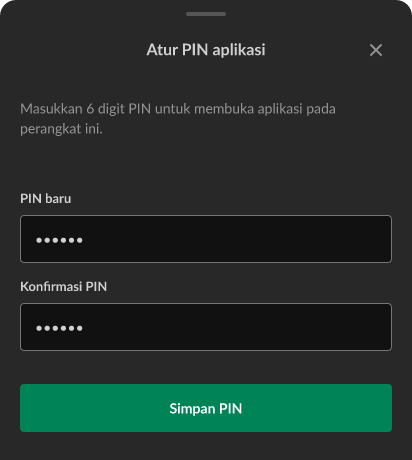 Atur PIN aplikasi
Masukkan 6 digit PIN untuk membuka aplikasi pada
perangkat ini.
PIN baru
••••••
Konfirmasi PIN
••••••
Simpan PIN